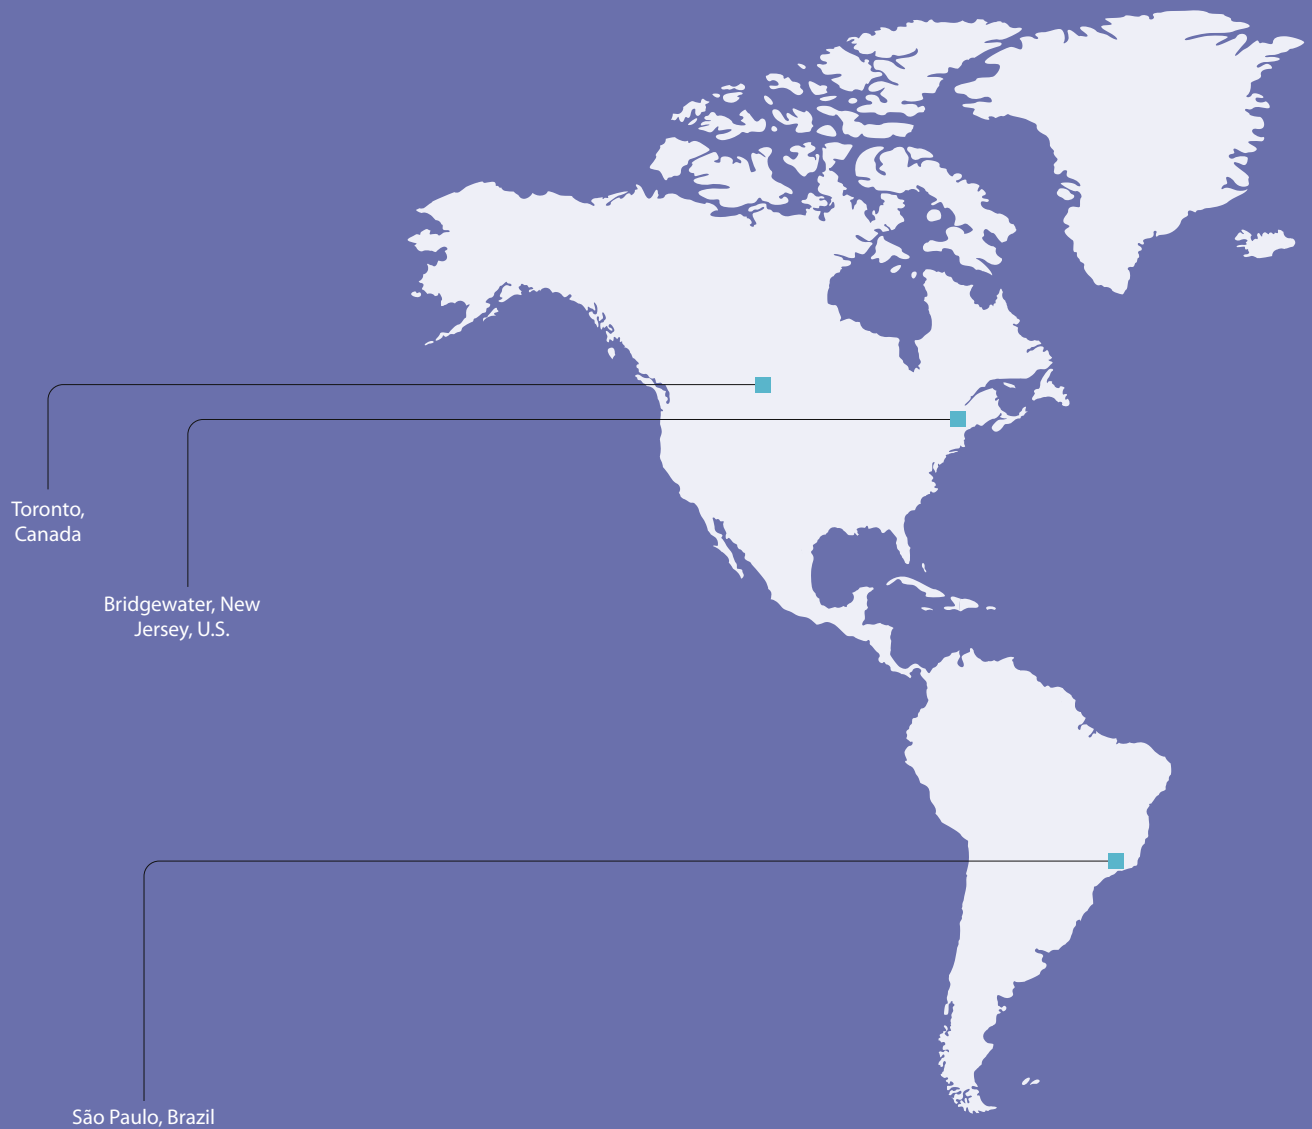 Toronto,
Canada
Bridgewater, New
Jersey, U.S.
São Paulo, Brazil